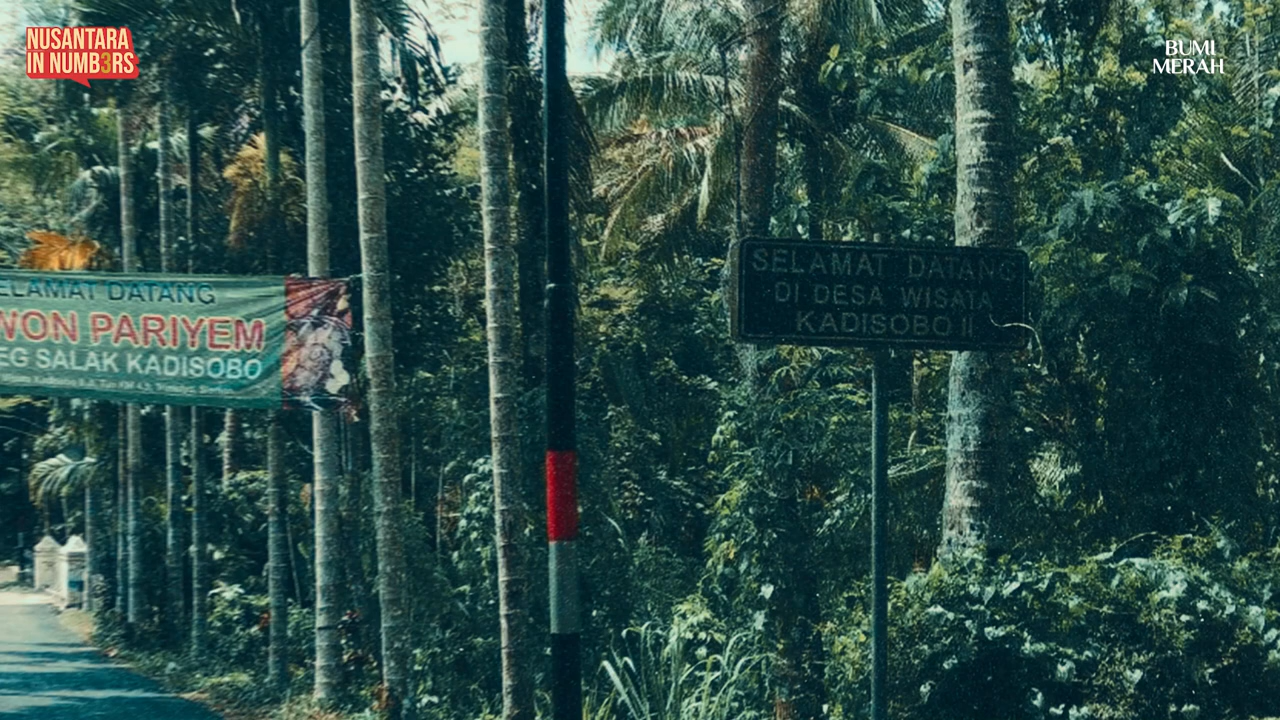 NUSANTARA
IN NUMB3RS
BUMI
MERAH
ELAMAT DATANG
WON PARIYEM
EG SALAK KADISOBO
SELAMAT DATANG
DI DESA WISATA
KADISOBO II